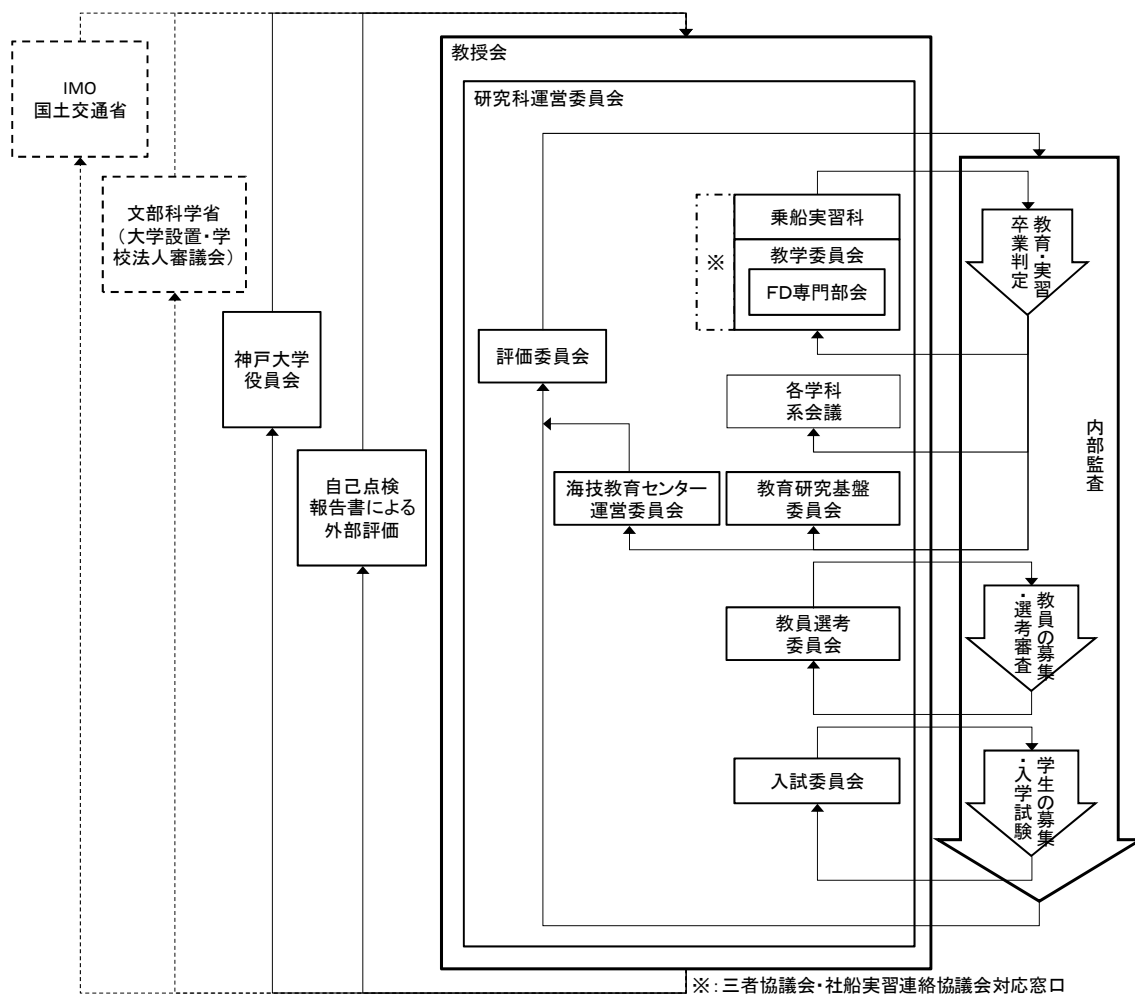 IMO
国土交通省
文部科学省
（大学設置・学
校法人審議会）
神戸大学
役員会
自己点検
報告書による
外部評価
教授会
研究科運営委員会
乗船実習科
※
教学委員会
ＦＤ専門部会
評価委員会
各学科
系会議
海技教育センター
運営委員会
教育研究基盤
委員会
教員選考
委員会
入試委員会
教育・実習
卒業判定
内部監査
教員の募集
・選考審査
学生の募集
・入学試験
※：三者協議会・社船実習連絡協議会対応窓口